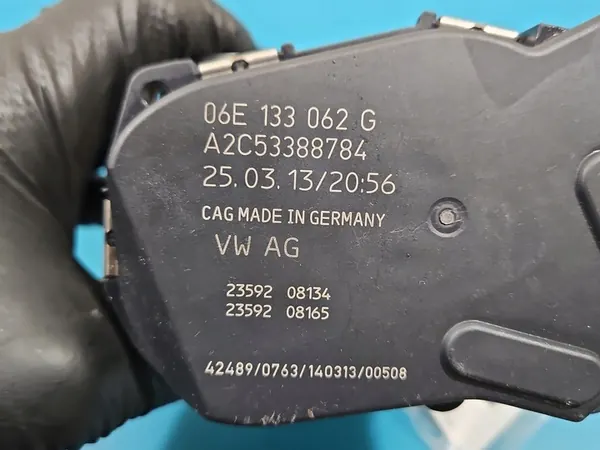 06E 133 062 G
A2C53388784
25.03.13/20:56
CAG MADE IN GERMANY
VW AG
23592 08134
23592 08165
42489/0763/140313/00508